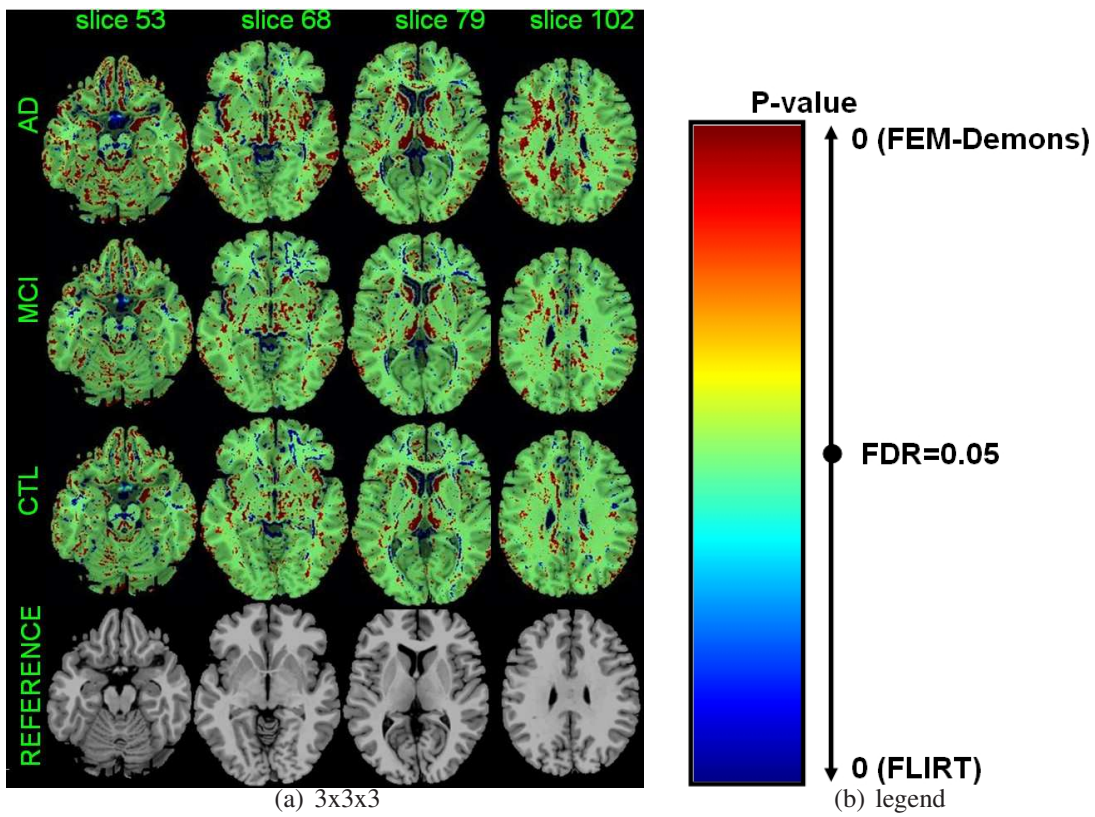 slice 53 slice 68 slice 79 slice 102
AD
MCI
CTL
REFERENCE
(a) 3x3x3
P-value
0 (FEM-Demons)
FDR=0.05
0 (FLIRT)
(b) legend